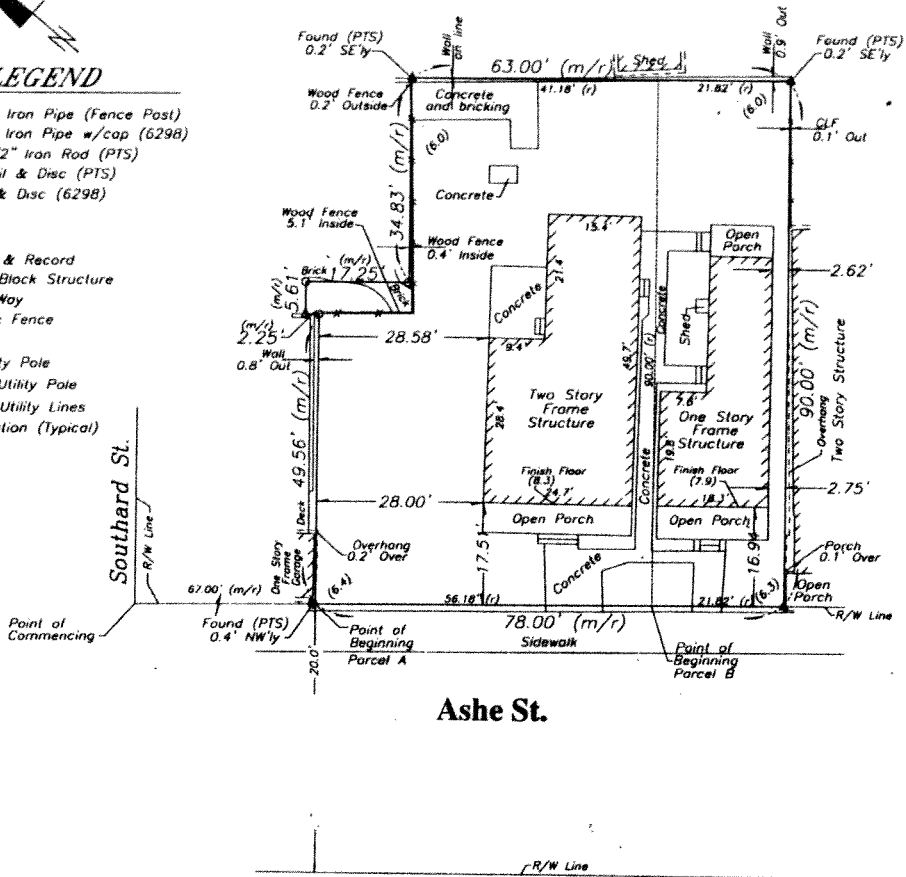 N
LEGEND
Iron Pipe (Fence Post)
Iron Pipe w/cap (6298)
2" Iron Rod (PTS)
il & Disc (PTS)
& Disc (6298)
& Record
Block Structure
Way
Fence
ty Pole
Utility Pole
Utility Lines
tion (Typical)
Found (PTS)
0.2' SE'ly
Wall
on line
63.00' (m/r)
Shed
Wall
0.9' Out
Found (PTS)
0.2' SE'ly
Wood Fence
0.2' Outside
Concrete
and bricking
41.18' (r)
21.82' (r)
(6.0)
(6.0)
CLF
0.1' Out
34.83' (m/r)
Concrete
Wood Fence
5.1' Inside
Wood Fence
0.4' Inside
15.4'
Open
Porch
Brick
(m/r)
17.25'
Brick
(m/r)
5.61'
(m/r)
2.25'
Wall
0.8' Out
28.58'
Concrete
21.4'
9.4'
Concrete
Shed
2.62'
49.7'
90.00' (r)
90.00' (m/r)
Overhang
Two Story Structure
Two Story
Frame
Structure
28.4'
7.6'
One Story
Frame
Structure
19.8'
49.56' (m/r)
Finish Floor
(8.3)
24.7'
Finish Floor
(7.9)
18.3'
28.00'
2.75'
Concrete
Deck
Open Porch
Open Porch
Overhang
0.2' Over
17.51'
16.94'
Porch
0.1' Over
Southard St.
R/W Line
One Story
Frame
Garage
Concrete
(6.4)
(6.3)
Open
Porch
67.00' (m/r)
56.18' (r)
21.82' (r)
R/W Line
Point of
Commencing
Found (PTS)
0.4' NW'ly
78.00' (m/r)
Point of
Beginning
Parcel A
Sidewalk
Point of
Beginning
Parcel B
20.0'
Ashe St.
R/W Line